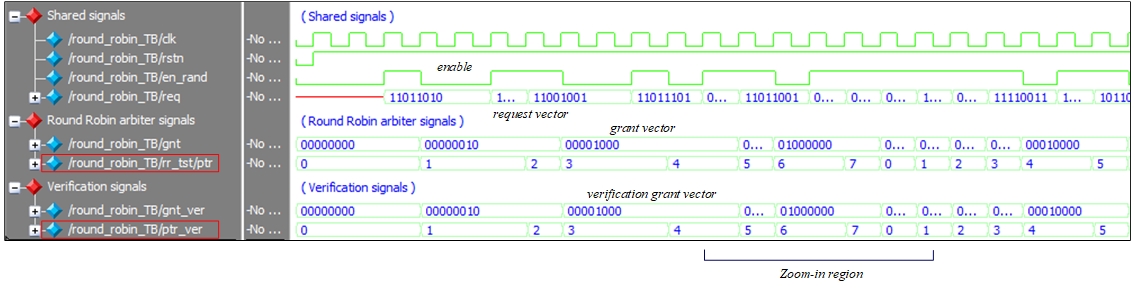 Shared signals
/round_robin_TB/clk -No ...
/round_robin_TB/rstn -No ...
/round_robin_TB/en_rand -No ...
/round_robin_TB/req -No ...
Round Robin arbiter signals
/round_robin_TB/gnt -No ...
/round_robin_TB/rr_tst/ptr -No ...
Verification signals
/round_robin_TB/gnt_ver -No ...
/round_robin_TB/ptr_ver -No ...
( Shared signals )
enable
11011010 1... 11001001 11011101 0... 11011001 0... 0... 0... 1... 0... 11110011 1... 10110
request vector
( Round Robin arbiter signals )
grant vector
00000000 00000010 00001000 0... 01000000 0... 0... 0... 0... 00010000
0 1 2 3 4 5 6 7 0 1 2 3 4 5
( Verification signals )
verification grant vector
00000000 00000010 00001000 0... 01000000 0... 0... 0... 0... 00010000
0 1 2 3 4 5 6 7 0 1 2 3 4 5
Zoom-in region